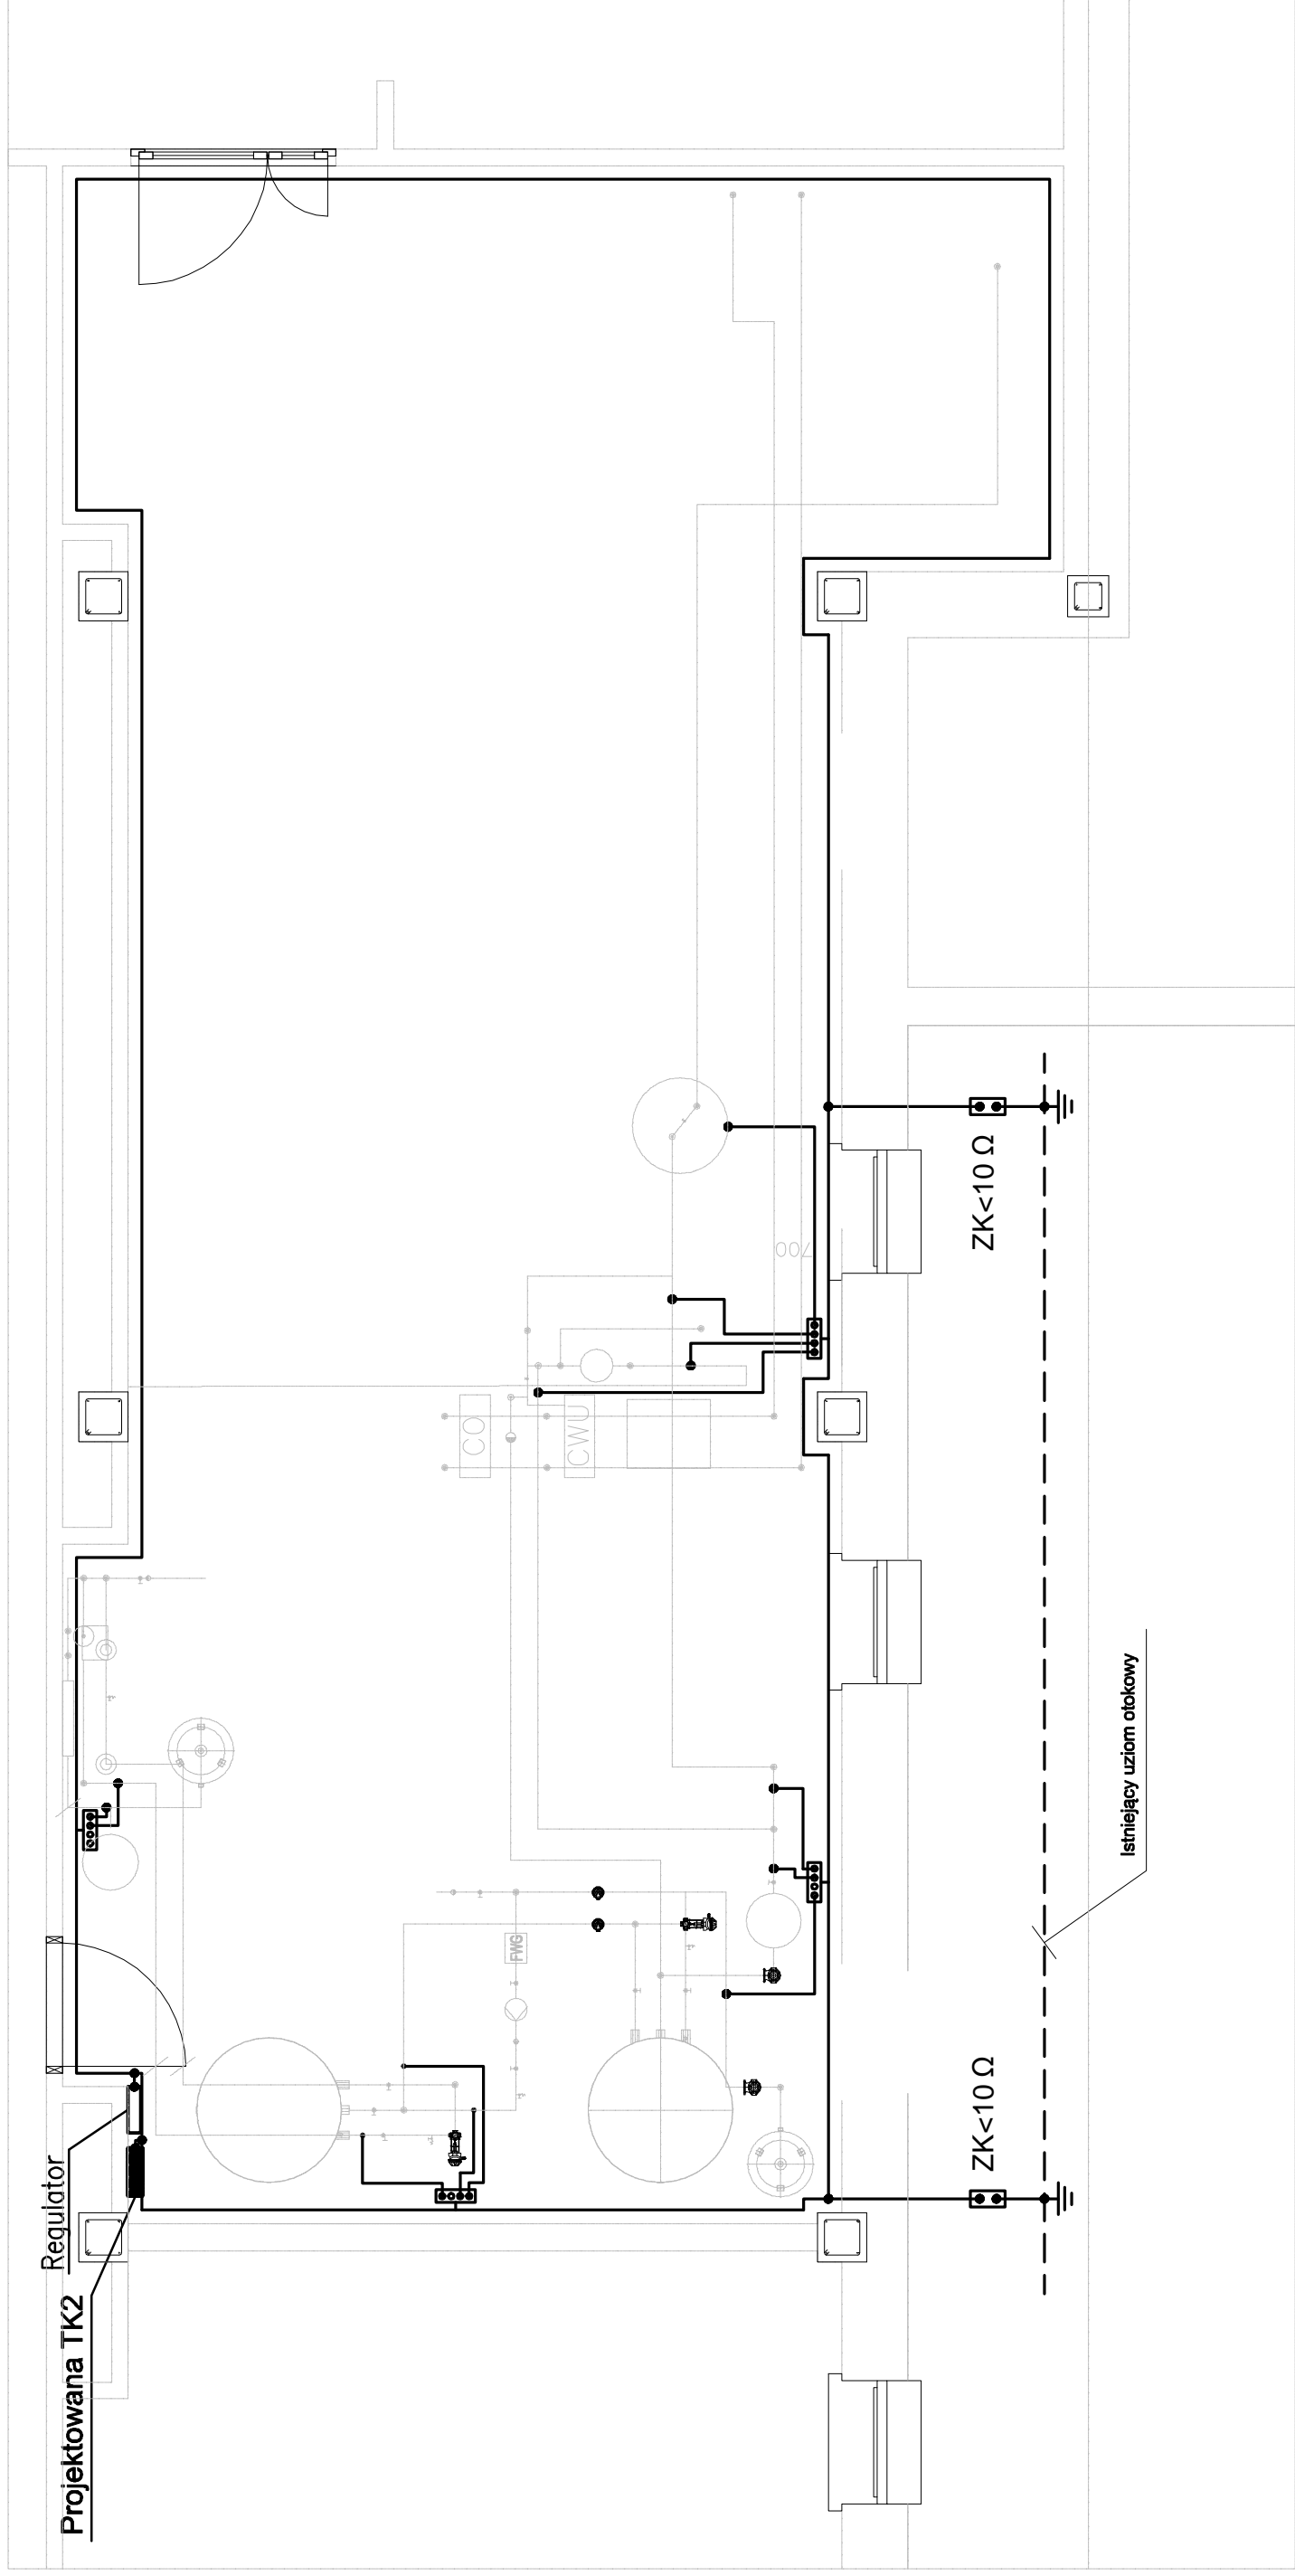 Projektowana TK2
Regulator
CO
CWU
FWG
700
ZK<10 Ω
ZK<10 Ω
Istniejący uziom otokowy